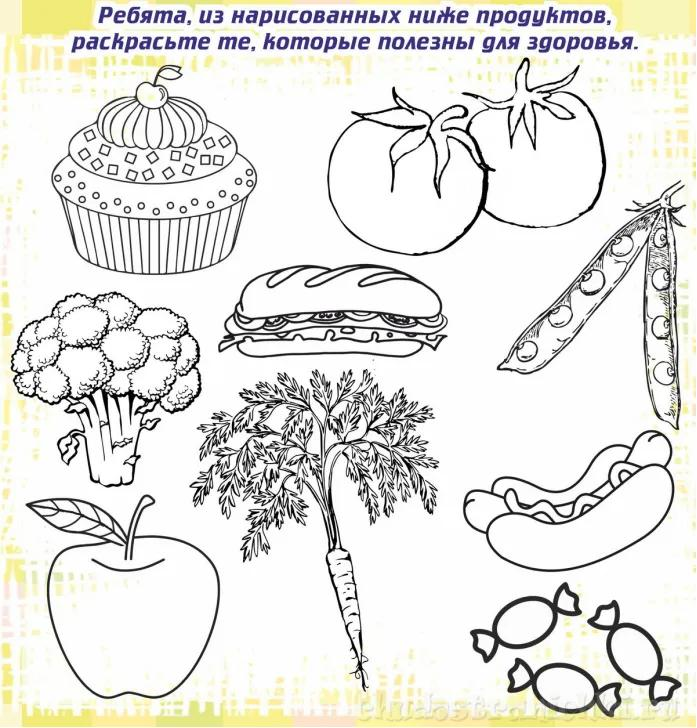 Ребята, из нарисованных ниже продуктов,
раскрасьте те, которые полезны для здоровья.